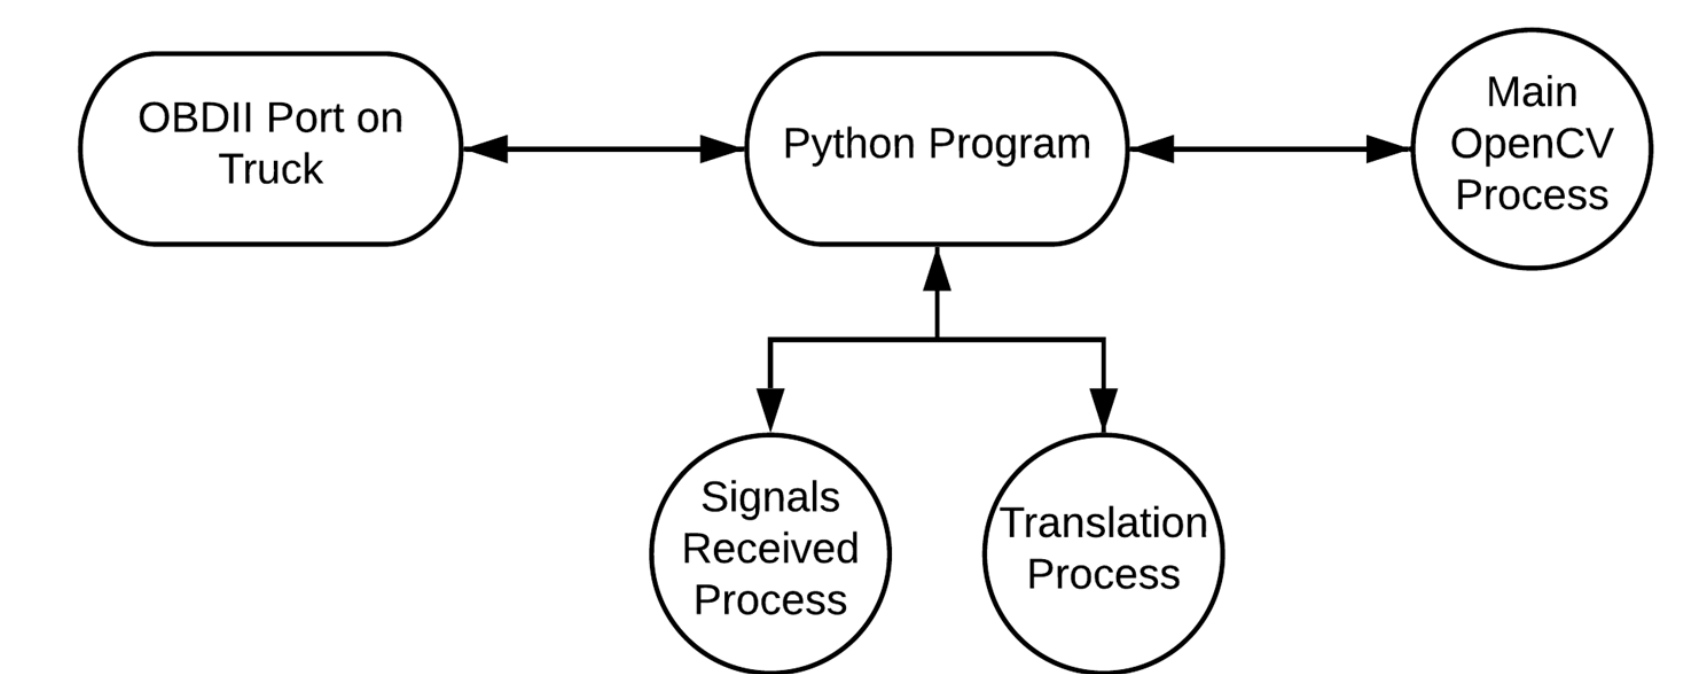 OBDII Port on
Truck
Python Program
Main
OpenCV
Process
Signals
Received
Process
Translation
Process